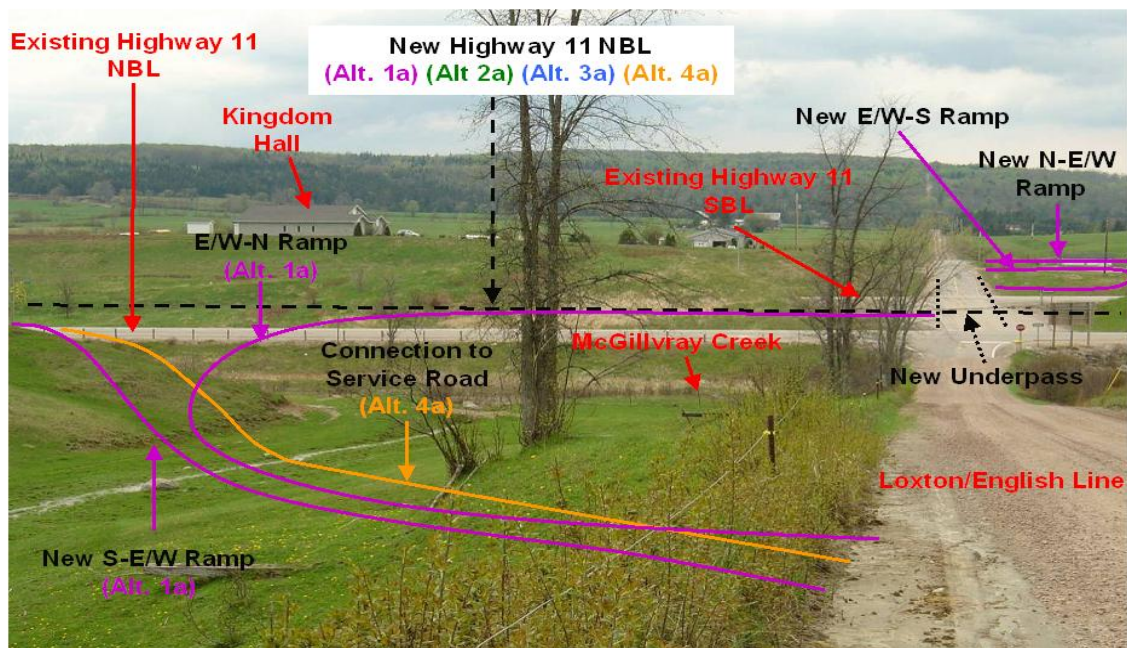 Existing Highway 11
NBL
New Highway 11 NBL
(Alt. 1a) (Alt 2a) (Alt. 3a) (Alt. 4a)
Kingdom
Hall
New E/W-S Ramp
New N-E/W
Ramp
Existing Highway 11
SBL
E/W-N Ramp
(Alt. 1a)
Connection to
Service Road
(Alt. 4a)
McGillvray Creek
New Underpass
Loxton/English Line
New S-E/W Ramp
(Alt. 1a)